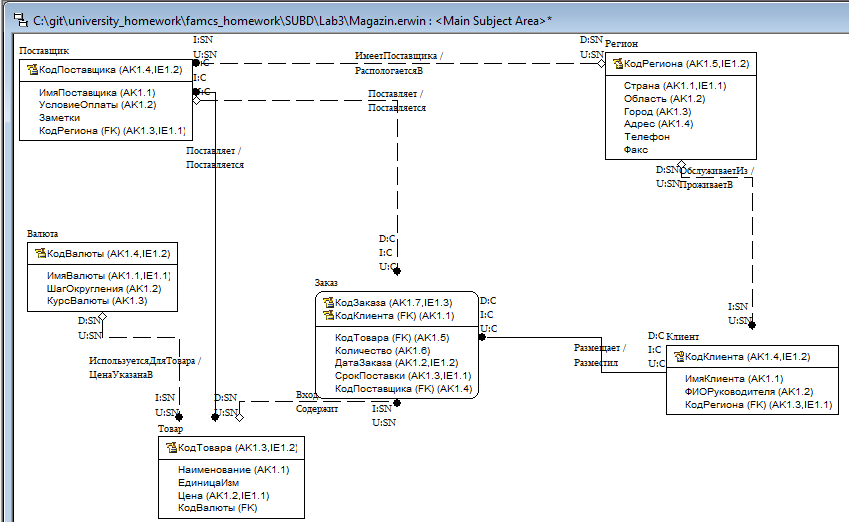 C:\git\university_homework\famcs_homework\SUBD\Lab3\Magazin.erwin : <Main Subject Area>*
Поставщик
КодПоставщика (AK1.4,IE1.2)
ИмяПоставщика (AK1.1)
УсловиеОплаты (AK1.2)
Заметки
КодРегиона (FK) (AK1.3,IE1.1)
I:SN
U:SN
D:C
I:C
U:C
ИмеетПоставщика /
РаспологаетсяВ
D:SN
U:SN
Регион
КодРегиона (AK1.5,IE1.2)
Страна (AK1.1,IE1.1)
Область (AK1.2)
Город (AK1.3)
Адрес (AK1.4)
Телефон
Факс
Поставляет /
Поставляется
Поставляет /
Поставляется
D:SN
U:SN
ОбслуживаетИз /
ПроживаетВ
Валюта
КодВалюты (AK1.4,IE1.2)
ИмяВалюты (AK1.1,IE1.1)
ШагОкругления (AK1.2)
КурсВалюты (AK1.3)
D:C
I:C
U:C
Заказ
КодЗаказа (AK1.7,IE1.3)
КодКлиента (FK) (AK1.1)
КодТовара (FK) (AK1.5)
Количество (AK1.6)
ДатаЗаказа (AK1.2,IE1.2)
СрокПоставки (AK1.3,IE1.1)
КодПоставщика (FK) (AK1.4)
D:C
I:C
U:C
I:SN
U:SN
D:SN
U:SN
Размещает /
Разместил
D:C
I:C
U:C
Клиент
КодКлиента (AK1.4,IE1.2)
ИмяКлиента (AK1.1)
ФИОРуководителя (AK1.2)
КодРегиона (FK) (AK1.3,IE1.1)
ИспользуетсяДляТовара /
ЦенаУказанаВ
I:SN
U:SN
D:SN
U:SN
Содержит
I:SN
U:SN
Товар
КодТовара (AK1.3,IE1.2)
Наименование (AK1.1)
ЕдиницаИзм
Цена (AK1.2,IE1.1)
КодВалюты (FK)